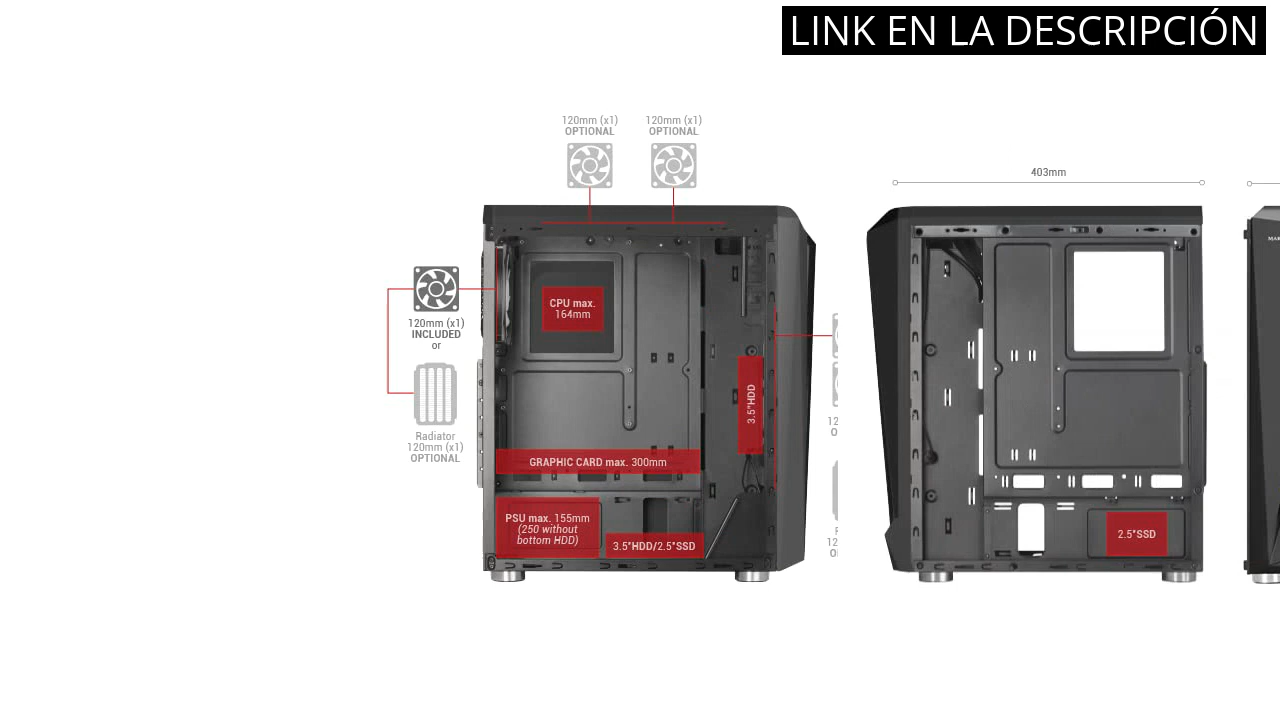 LINK EN LA DESCRIPCIÓN
120mm (x1)
OPTIONAL
120mm (x1)
OPTIONAL
403mm
120mm (x1)
INCLUDED
or
Radiator
120mm (x1)
OPTIONAL
CPU max.
164mm
3.5"HDD
GRAPHIC CARD max. 300mm
PSU max. 155mm
(250 without
bottom HDD)
3.5"HDD/2.5"SSD
2.5"SSD